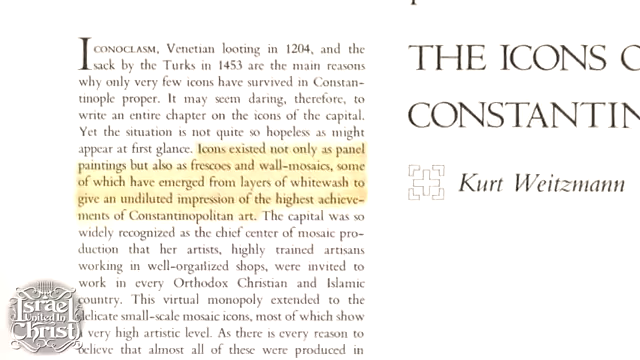 THE ICONS O
CONSTANTIN
Kurt Weitzmann
ICONOCLASM, Venetian looting in 1204, and the
sack by the Turks in 1453 are the main reasons
why only very few icons have survived in Constan-
tinople proper. It may seem daring, therefore, to
write an entire chapter on the icons of the capital.
Yet the situation is not quite so hopeless as might
appear at first glance. Icons existed not only as panel
paintings but also as frescoes and wall-mosaics, some
of which have emerged from layers of whitewash to
give an undiluted impression of the highest achieve-
ments of Constantinopolitan art. The capital was so
widely recognized as the chief center of mosaic pro-
duction that her artists, highly trained artisans
working in well-organized shops, were invited to
work in every Orthodox Christian and Islamic
country. This virtual monopoly extended to the
delicate small-scale mosaic icons, most of which show
a very high artistic level. As there is every reason to
believe that almost all of these were produced in
Israel
United In
Christ